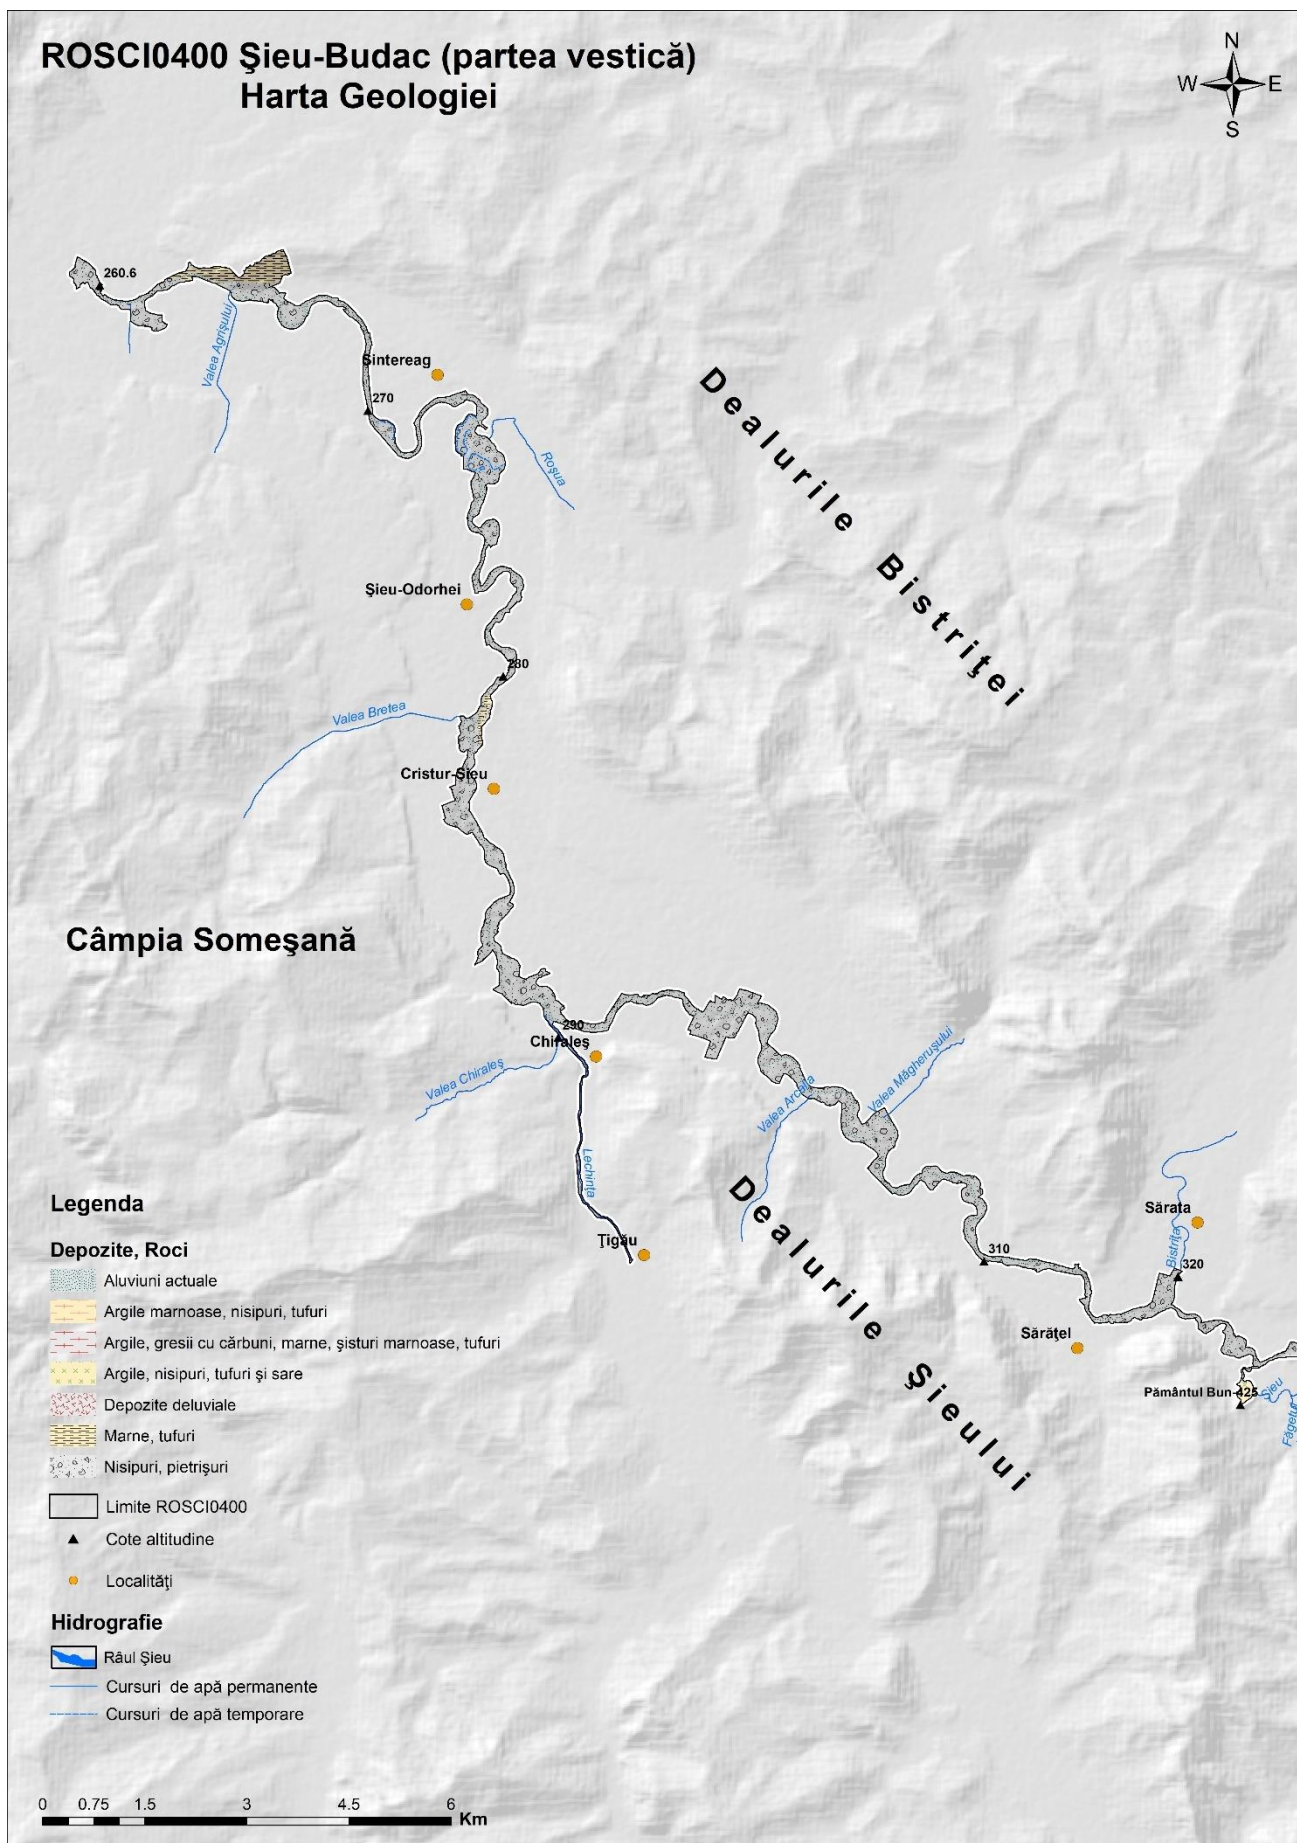 ROSCI0400 Şieu-Budac (partea vestică)
Harta Geologiei
N
W
E
S
260.6
Valea Agrişului
Sintereag
270
Roşua
Dealurile Bistriţei
Şieu-Odorhei
280
Valea Bretea
Cristur-Şieu
Câmpia Someşană
290
Chiraleş
Valea Chiraleş
Valea Măgheruşului
Valea Arcalia
Lechinţa
Ţigău
Dealurile Şieului
Sărata
Bistriţa
310
320
Sărăţel
Pământul Bun-425
Şieu
Făgetul
Legenda
Depozite, Roci
Aluviuni actuale
Argile marnoase, nisipuri, tufuri
Argile, gresii cu cărbuni, marne, şisturi marnoase, tufuri
Argile, nisipuri, tufuri şi sare
Depozite deluviale
Marne, tufuri
Nisipuri, pietrişuri
Limite ROSCI0400
Cote altitudine
Localităţi
Hidrografie
Râul Şieu
Cursuri de apă permanente
Cursuri de apă temporare
0 0.75 1.5 3 4.5 6
Km